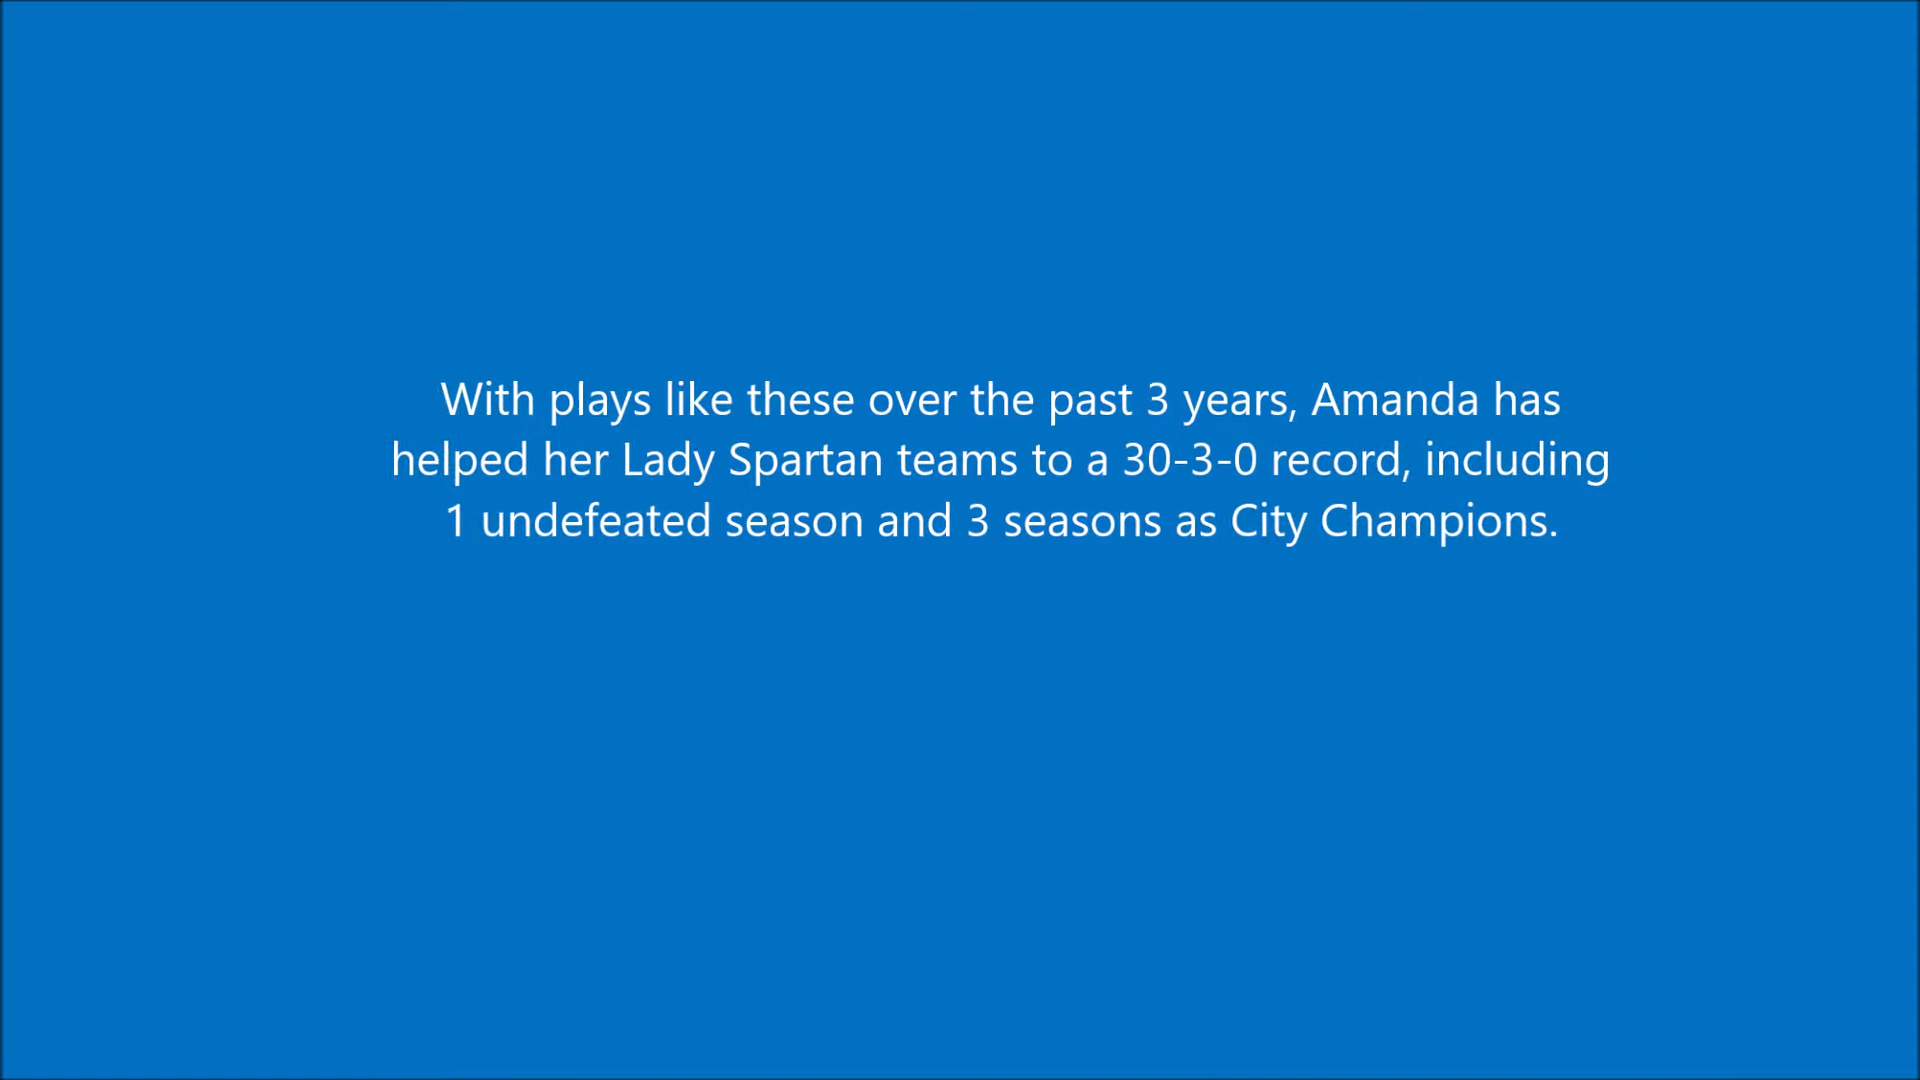 With plays like these over the past 3 years, Amanda has
helped her Lady Spartan teams to a 30-3-0 record, including
1 undefeated season and 3 seasons as City Champions.